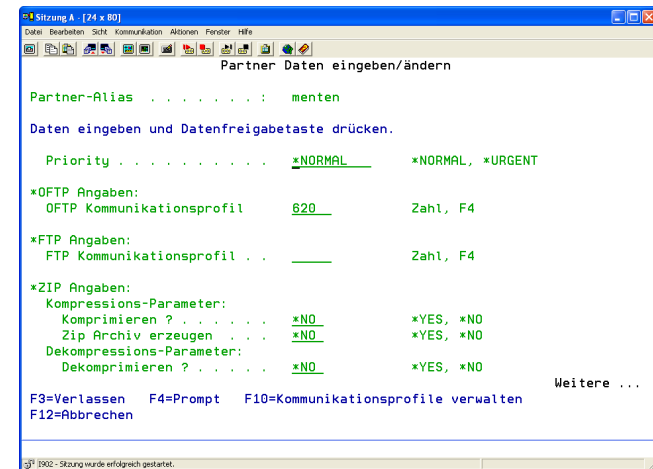 Sitzung A - [24 x 80]
Datei Bearbeiten Sicht Kommunikation Aktionen Fenster Hilfe
Partner Daten eingeben/ändern
Partner-Alias . . . . . . . : menten
Daten eingeben und Datenfreigabetaste drücken.
Priority . . . . . . . . . . *NORMAL *NORMAL, *URGENT
*OFTP Angaben:
OFTP Kommunikationsprofil 620 Zahl, F4
*FTP Angaben:
FTP Kommunikationsprofil . . Zahl, F4
*ZIP Angaben:
Kompressions-Parameter:
Komprimieren ? . . . . . . *NO *YES, *NO
Zip Archiv erzeugen . . . *NO *YES, *NO
Dekompressions-Parameter:
Dekomprimieren ? . . . . . *NO *YES, *NO
Weitere ...
F3=Verlassen F4=Prompt F10=Kommunikationsprofile verwalten
F12=Abbrechen
I902 - Sitzung wurde erfolgreich gestartet.